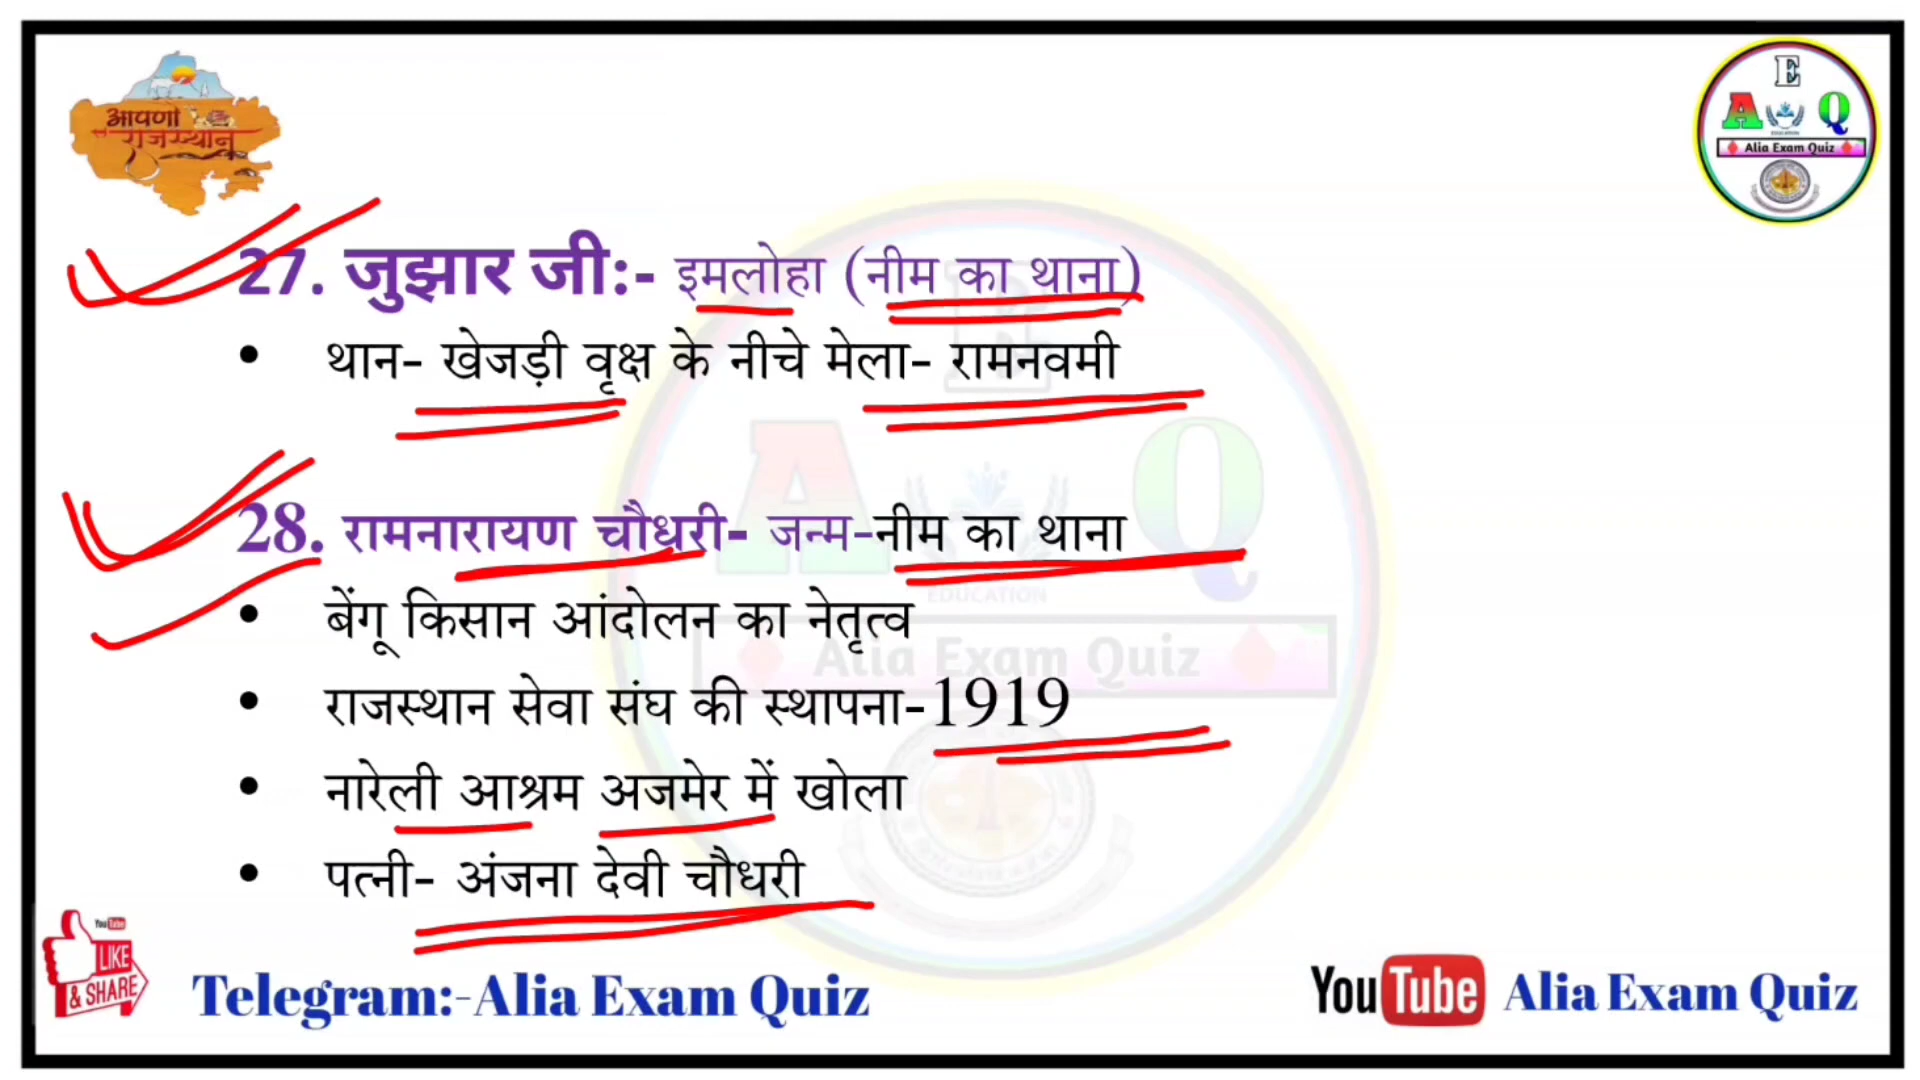 आपणो
राजस्थान
E
A Q
EDUCATION
Alia Exam Quiz
27. जुझार जी:- इमलोहा (नीम का थाना)
• थान- खेजड़ी वृक्ष के नीचे मेला- रामनवमी
28. रामनारायण चौधरी- जन्म-नीम का थाना
• बेंगू किसान आंदोलन का नेतृत्व
• राजस्थान सेवा संघ की स्थापना-1919
• नारेली आश्रम अजमेर में खोला
• पत्नी- अंजना देवी चौधरी
E
A Q
EDUCATION
Alia Exam Quiz
YouTube
LIKE
& SHARE
Telegram:-Alia Exam Quiz
YouTube Alia Exam Quiz